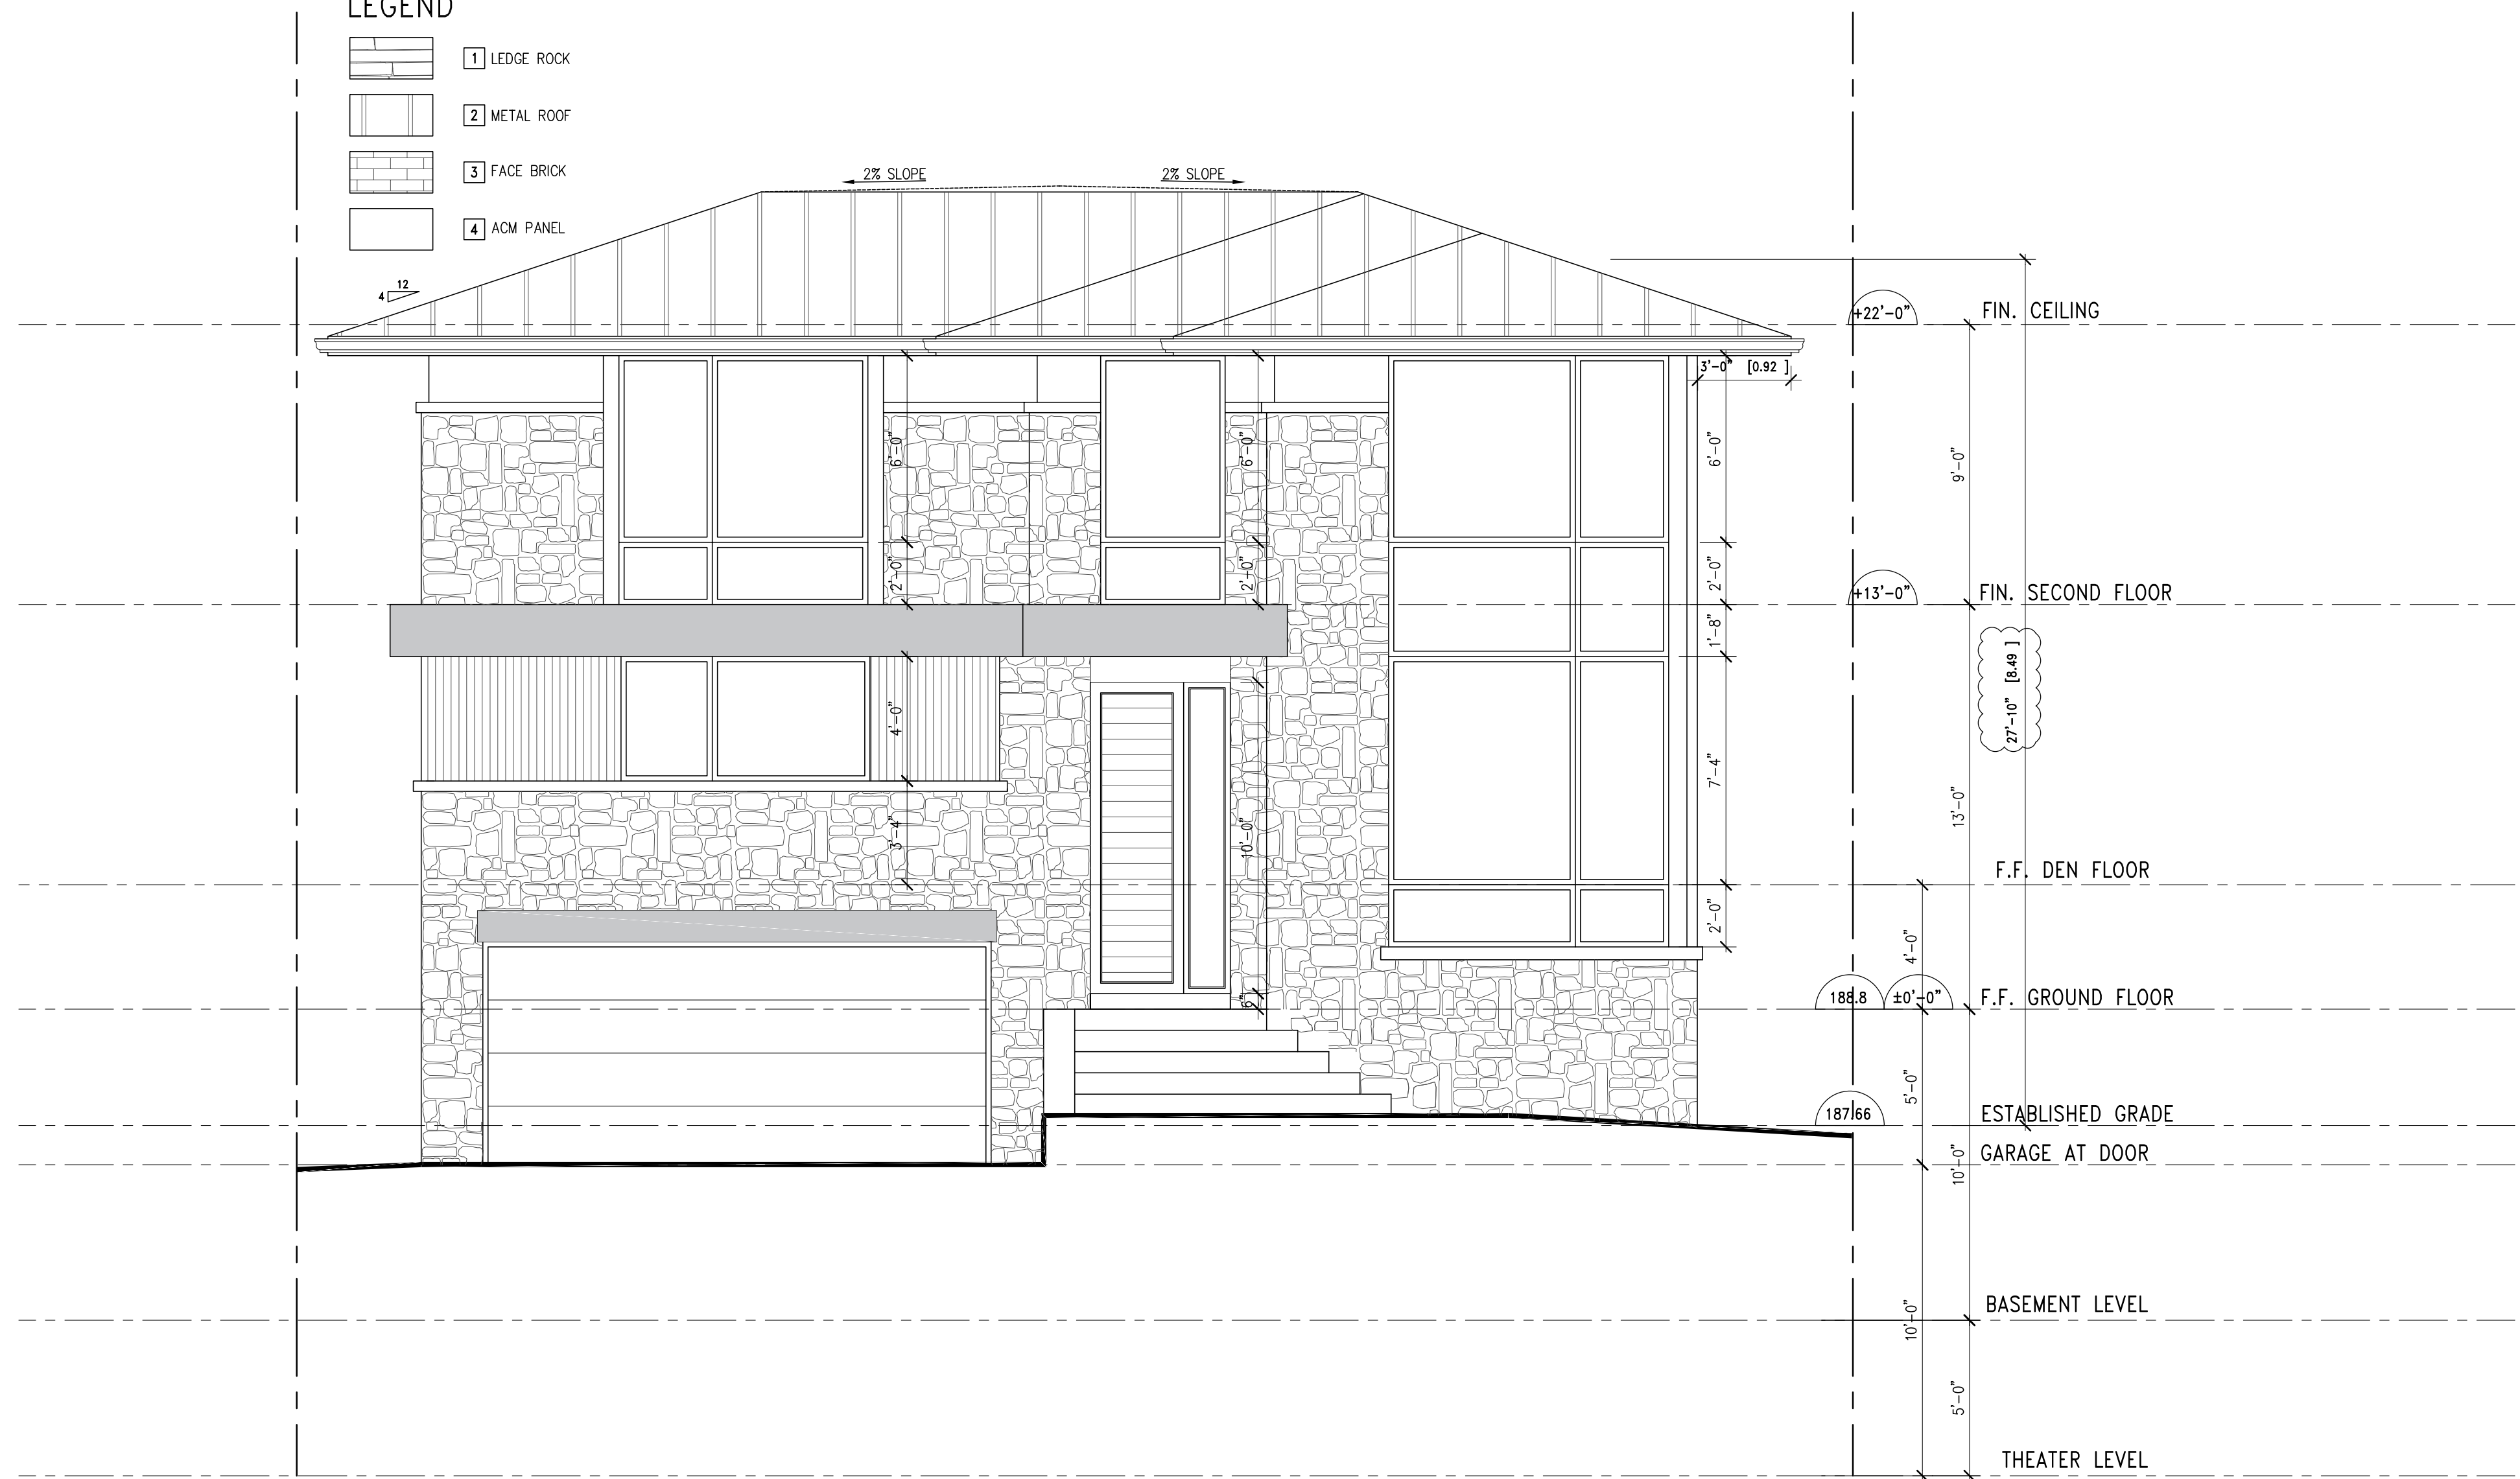 LEGEND
1 LEDGE ROCK
2 METAL ROOF
3 FACE BRICK
4 ACM PANEL
2% SLOPE
2% SLOPE
12
4
+22'-0"
FIN. CEILING
3'-0" [0.92 ]
6'-0"
6'-0"
6'-0"
9'-0"
2'-0"
2'-0"
2'-0"
+13'-0"
FIN. SECOND FLOOR
1'-8"
27'-10" [8.49 ]
4'-0"
7'-4"
13'-0"
3'-4"
10'-0"
F.F. DEN FLOOR
2'-0"
4'-0"
6"
188.8
±0'-0"
F.F. GROUND FLOOR
5'-0"
187.66
ESTABLISHED GRADE
GARAGE AT DOOR
10'-0"
BASEMENT LEVEL
10'-0"
5'-0"
THEATER LEVEL